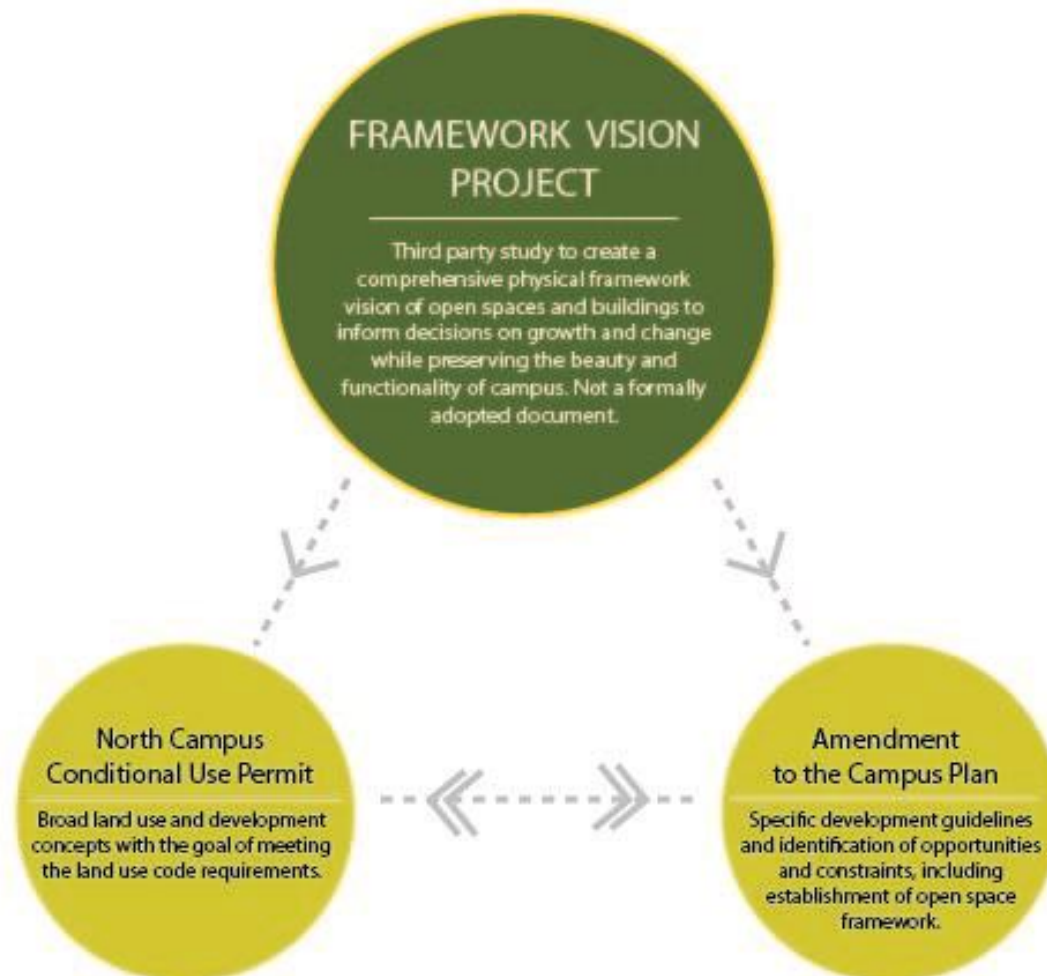 FRAMEWORK VISION
PROJECT
Third party study to create a
comprehensive physical framework
vision of open spaces and buildings to
inform decisions on growth and change
while preserving the beauty and
functionality of campus. Not a formally
adopted document.
North Campus
Conditional Use Permit
Broad land use and development
concepts with the goal of meeting
the land use code requirements.
Amendment
to the Campus Plan
Specific development guidelines
and identification of opportunities
and constraints, including
establishment of open space
framework.